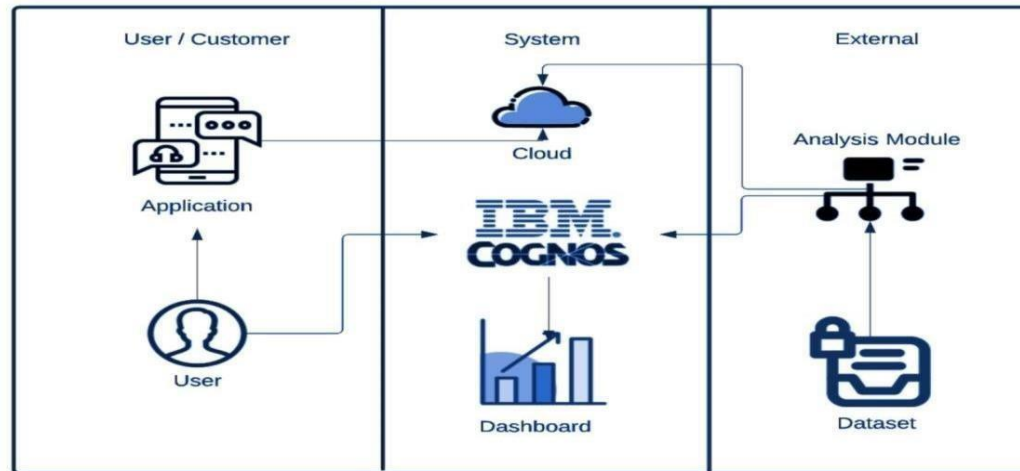 User / Customer
System
External
Cloud
Analysis Module
Application
IBM.
COGNOS
User
Dashboard
Dataset